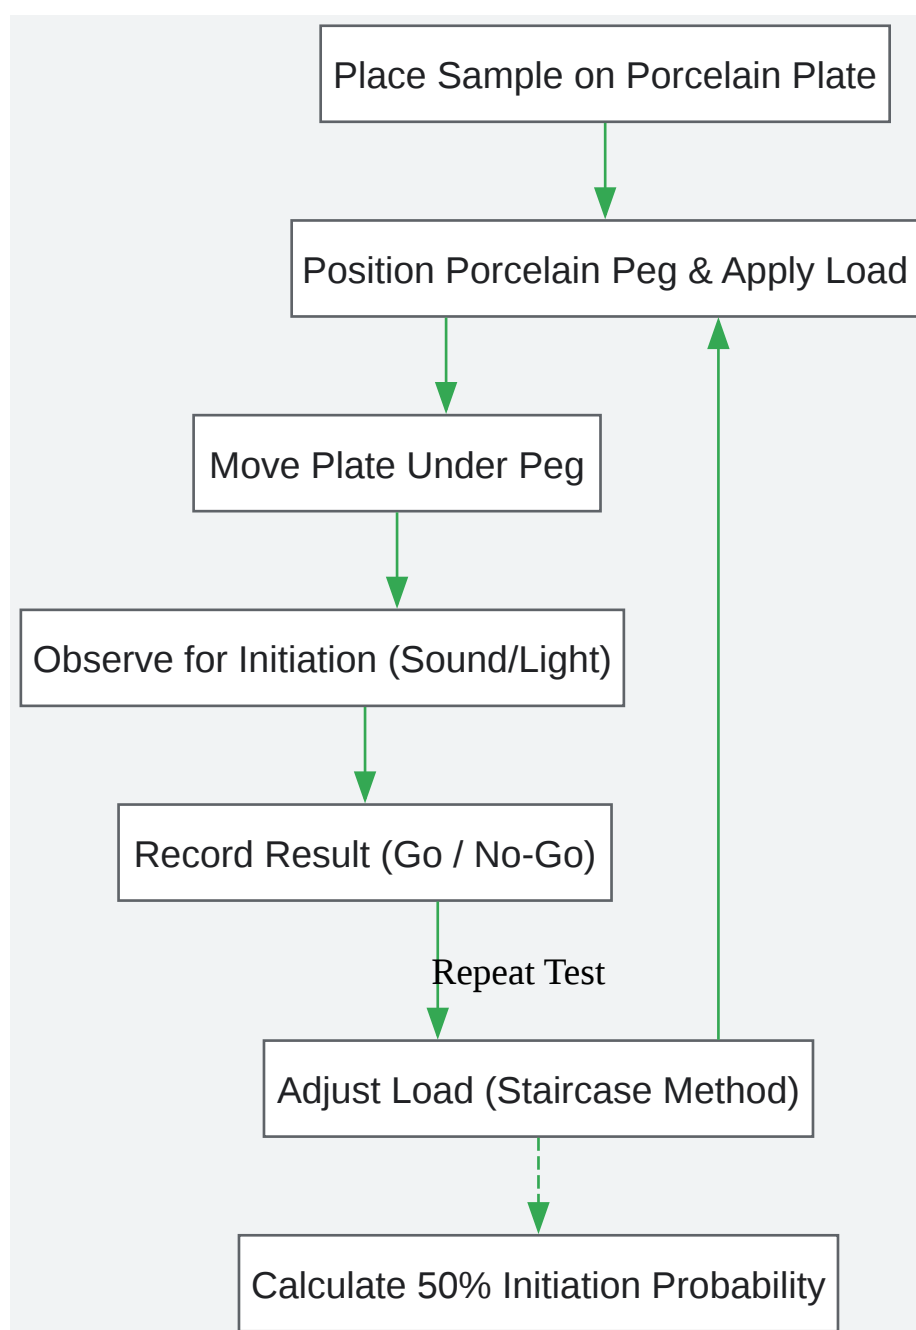 Place Sample on Porcelain Plate
Position Porcelain Peg & Apply Load
Move Plate Under Peg
Observe for Initiation (Sound/Light)
Record Result (Go / No-Go)
Repeat Test
Adjust Load (Staircase Method)
Calculate 50% Initiation Probability